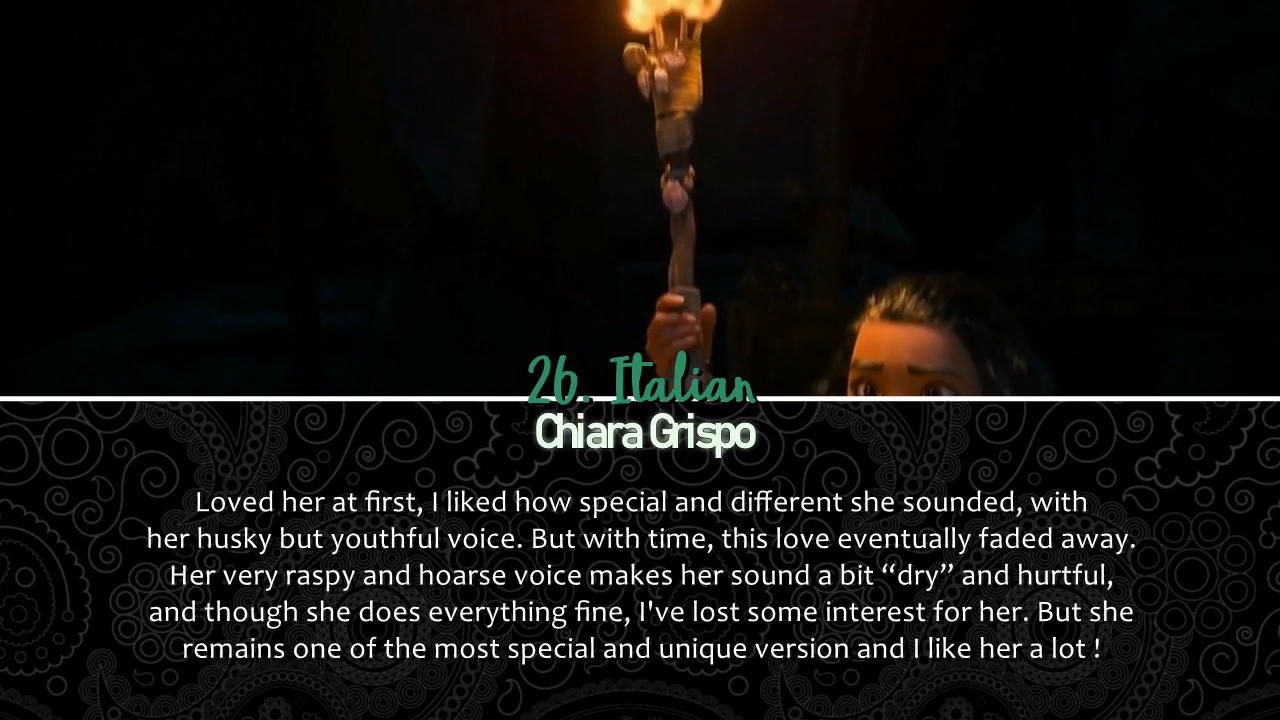 26. Italian
Chiara Grispo
Loved her at first, I liked how special and different she sounded, with
her husky but youthful voice. But with time, this love eventually faded away.
Her very raspy and hoarse voice makes her sound a bit “dry” and hurtful,
and though she does everything fine, I've lost some interest for her. But she
remains one of the most special and unique version and I like her a lot !